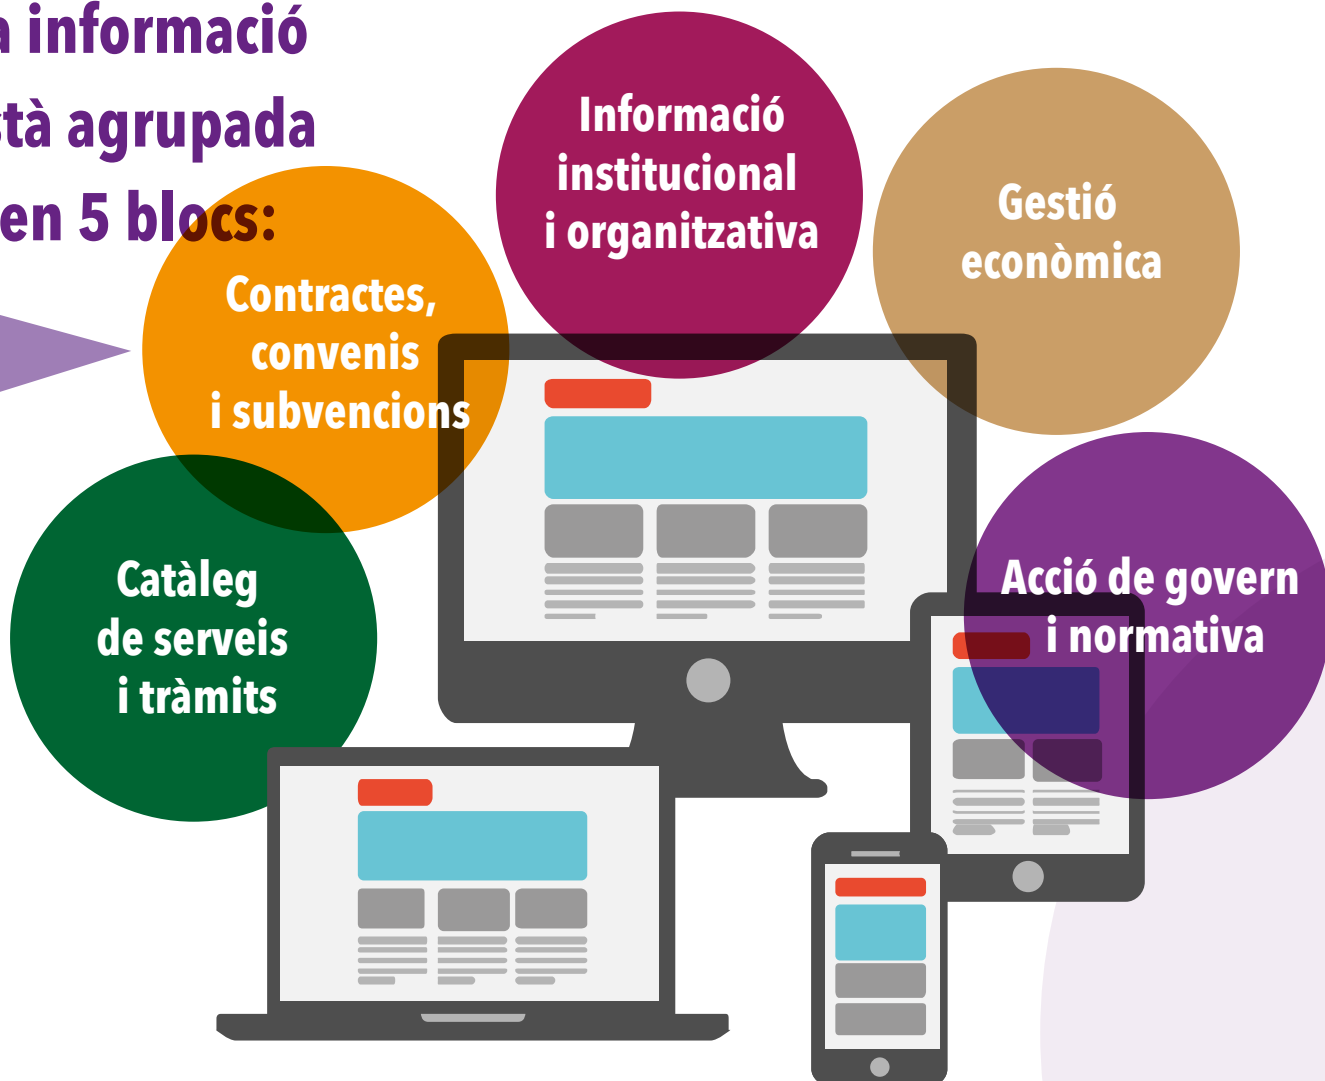 a informació
stà agrupada
en 5 blocs:
Informació
institucional
i organitzativa
Gestió
econòmica
Contractes,
convenis
i subvencions
Catàleg
de serveis
i tràmits
Acció de govern
i normativa